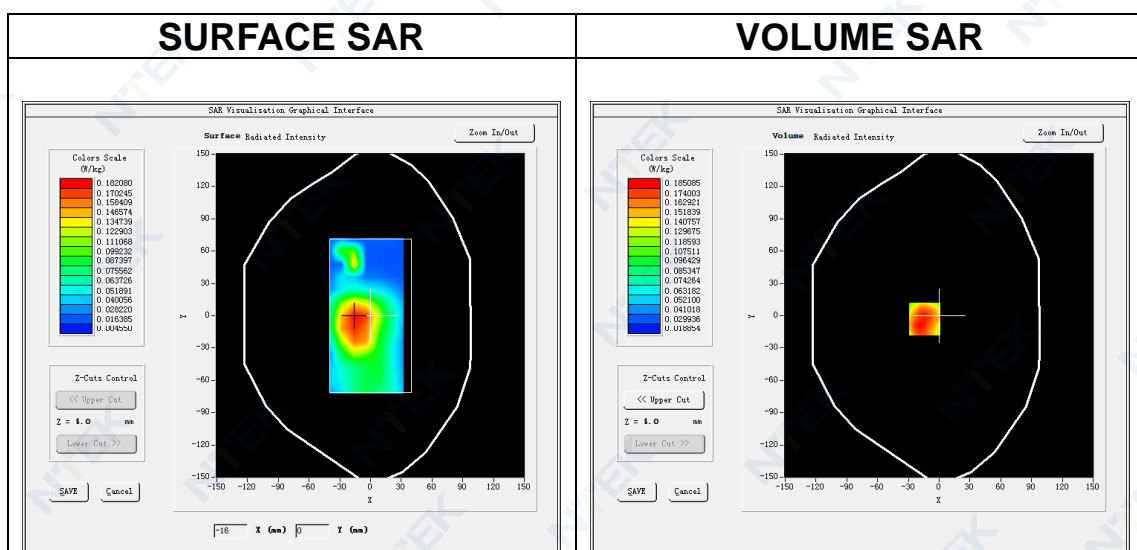 SURFACE SAR
VOLUME SAR
SAR Visualisation Graphical Interface
Surface Radiated Intensity
Zoom In/Out
Colors Scale
(W/kg)
0.182080
0.170245
0.158409
0.146574
0.134739
0.122903
0.111068
0.099232
0.087397
0.075562
0.063726
0.051891
0.040056
0.028220
0.016385
0.004550
150
120
90
60
30
0
-30
-60
-90
-120
-150
Y
-150 -120 -90 -60 -30 0 30 60 90 120 150
X
Z-Cuts Control
<< Upper Cut
Z = 4.0 mm
Lower Cut >>
SAVE Cancel
-16 X (mm) 0 Y (mm)
SAR Visualisation Graphical Interface
Volume Radiated Intensity
Zoom In/Out
Colors Scale
(W/kg)
0.185085
0.174003
0.162921
0.151839
0.140757
0.129675
0.118593
0.107511
0.096429
0.085347
0.074264
0.063182
0.052100
0.041018
0.029936
0.018854
150
120
90
60
30
0
-30
-60
-90
-120
-150
Y
-150 -120 -90 -60 -30 0 30 60 90 120 150
X
Z-Cuts Control
<< Upper Cut
Z = 4.0 mm
Lower Cut >>
SAVE Cancel
NTEK